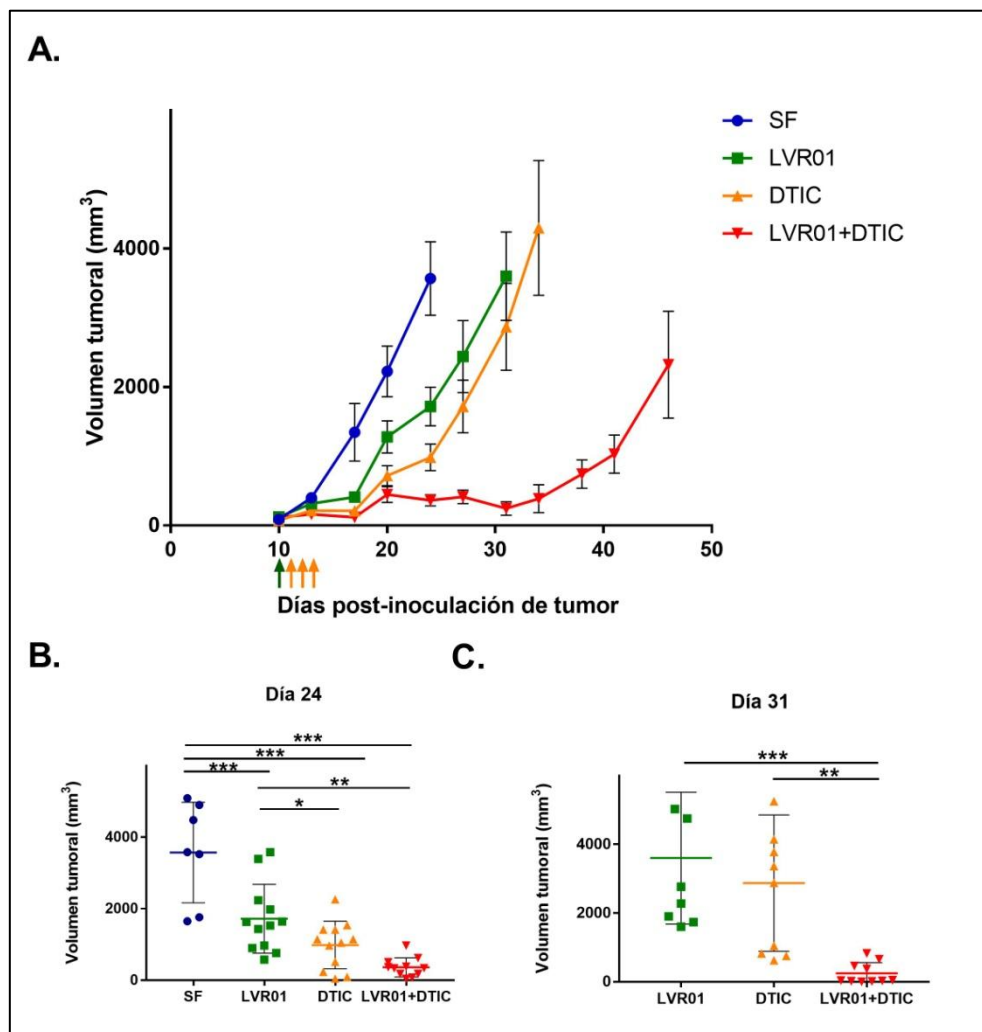 A.
Volumen tumoral (mm³)
4000
2000
0
0
10
20
30
40
50
Días post-inoculación de tumor
SF
LVR01
DTIC
LVR01+DTIC
B.
Día 24
***
***
***
**
*
Volumen tumoral (mm³)
6000
4000
2000
0
SF
LVR01
DTIC
LVR01+DTIC
C.
Día 31
***
**
Volumen tumoral (mm³)
6000
4000
2000
0
LVR01
DTIC
LVR01+DTIC